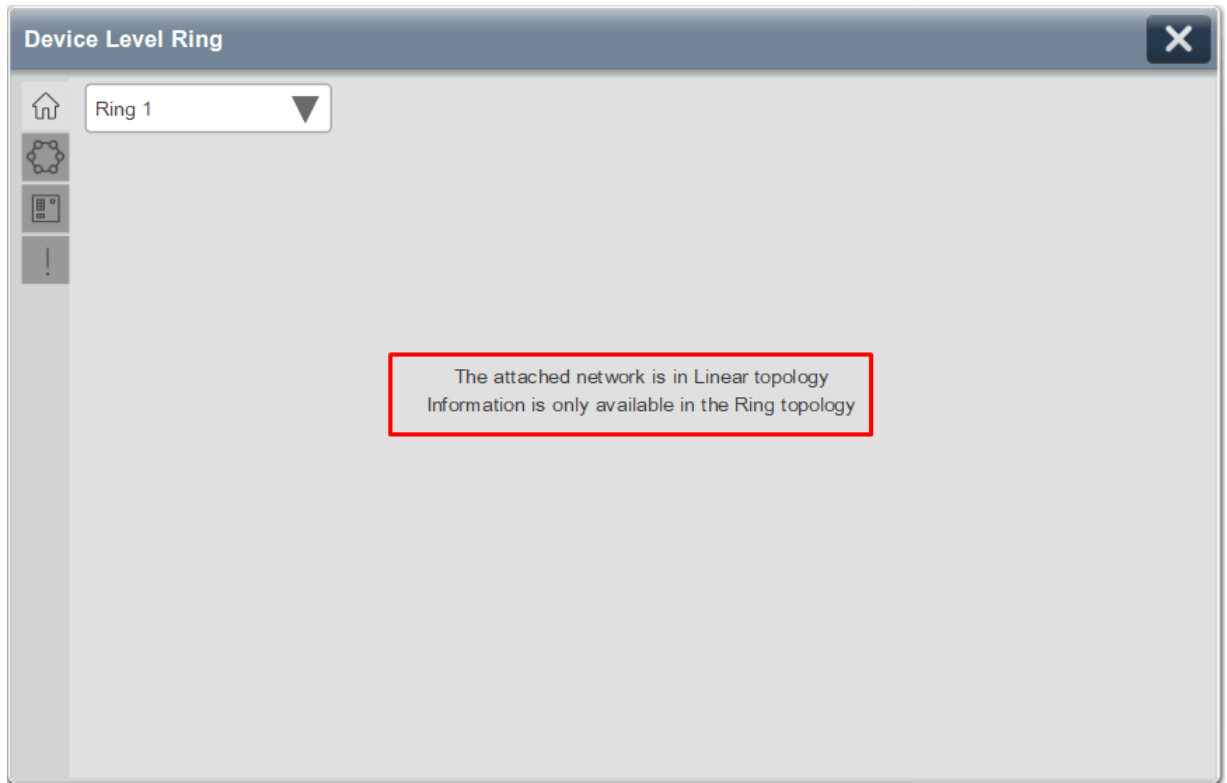 Device Level Ring
Ring 1
The attached network is in Linear topology
Information is only available in the Ring topology